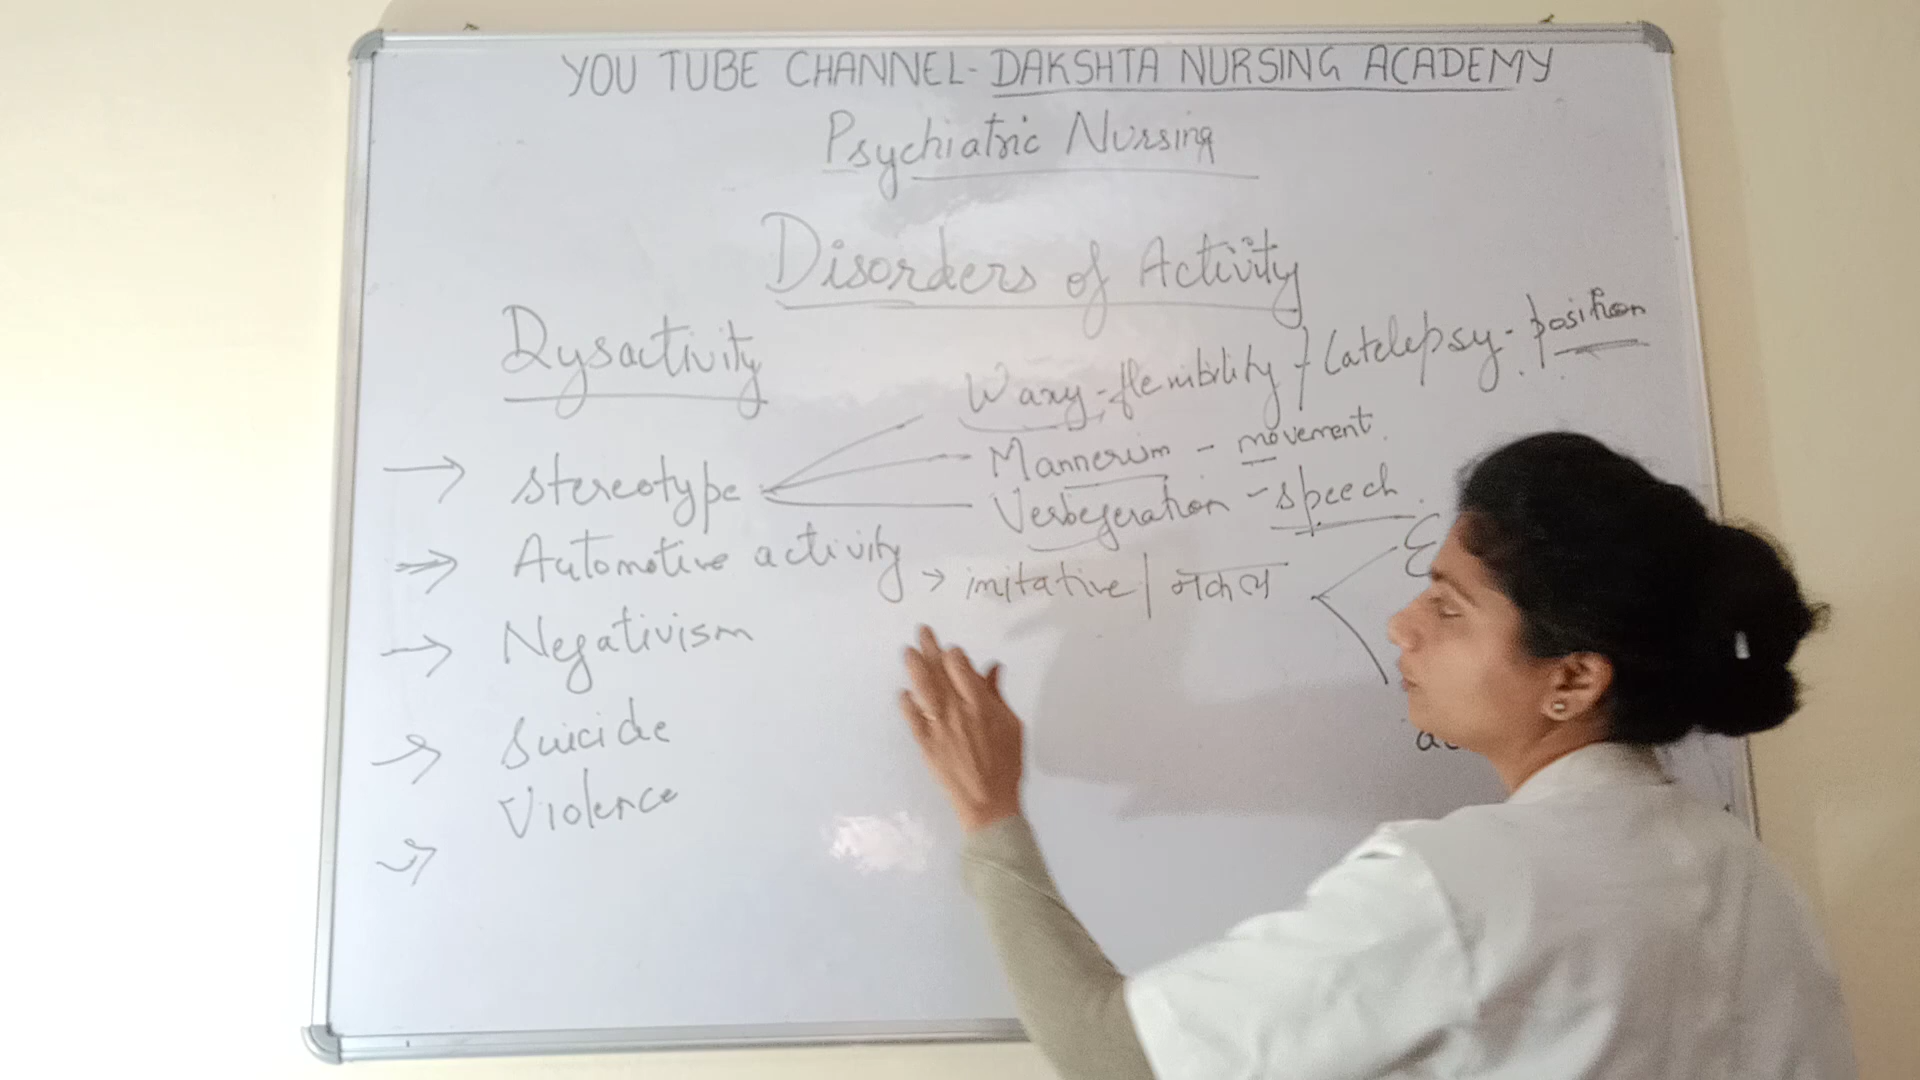 YOU TUBE CHANNEL- DAKSHTA NURSING ACADEMY
Psychiatric Nursing
Disorders of Activity
Dysactivity
Waxy-flexibility / Catelepsy - position
→ stereotype
Mannerism - movement
Verbegeration - speech
→ Automotive activity → imitative / नकल
→ Negativism
→ Suicide
→ Violence